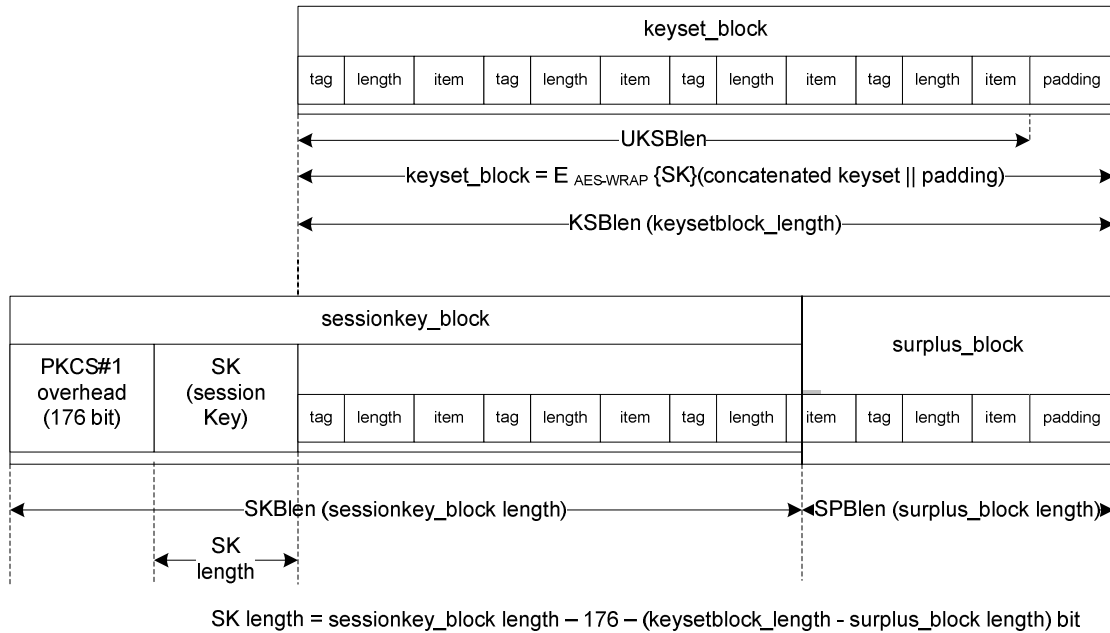 keyset_block
tag length item tag length item tag length item tag length item padding
UKSBlen
keyset_block = E AES-WRAP {SK}(concatenated keyset || padding)
KSBlen (keysetblock_length)
sessionkey_block
surplus_block
PKCS#1
overhead
(176 bit)
SK
(session
Key)
tag length item tag length item tag length item tag length item padding
SKBlen (sessionkey_block length)
SPBlen (surplus_block length)
SK
length
SK length = sessionkey_block length – 176 – (keysetblock_length - surplus_block length) bit